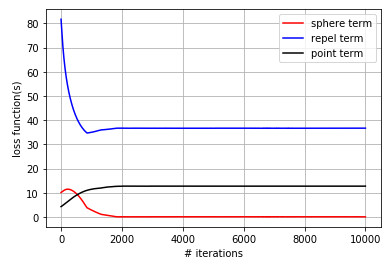 80
70
60
50
40
30
20
10
0
loss function(s)
sphere term
repel term
point term
0 2000 4000 6000 8000 10000
# iterations